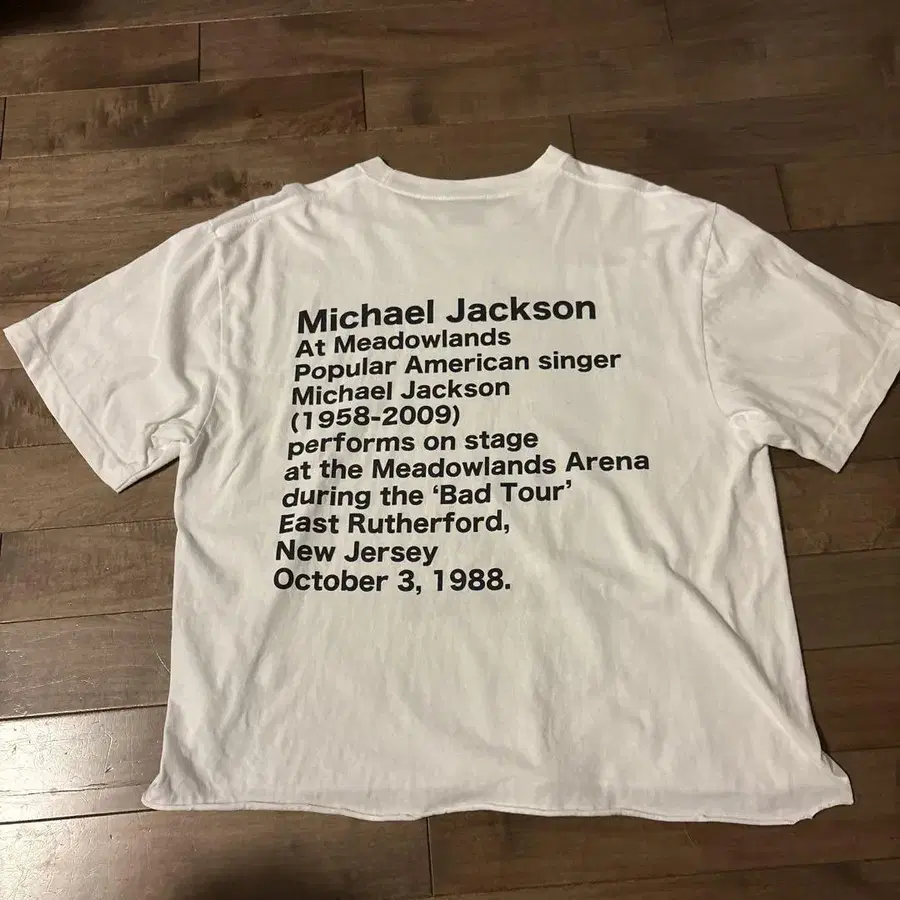 Michael Jackson
At Meadowlands
Popular American singer
Michael Jackson
(1958-2009)
performs on stage
at the Meadowlands Arena
during the ‘Bad Tour’
East Rutherford,
New Jersey
October 3, 1988.